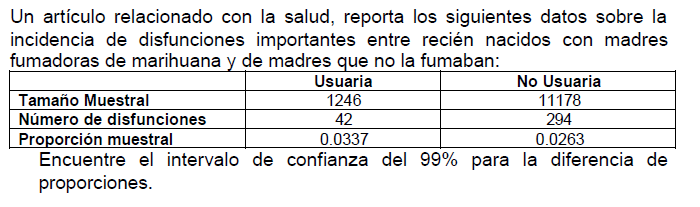 Un artículo relacionado con la salud, reporta los siguientes datos sobre la
incidencia de disfunciones importantes entre recién nacidos con madres
fumadoras de marihuana y de madres que no la fumaban:
Usuaria No Usuaria
Tamaño Muestral 1246 11178
Número de disfunciones 42 294
Proporción muestral 0.0337 0.0263
Encuentre el intervalo de confianza del 99% para la diferencia de
proporciones.